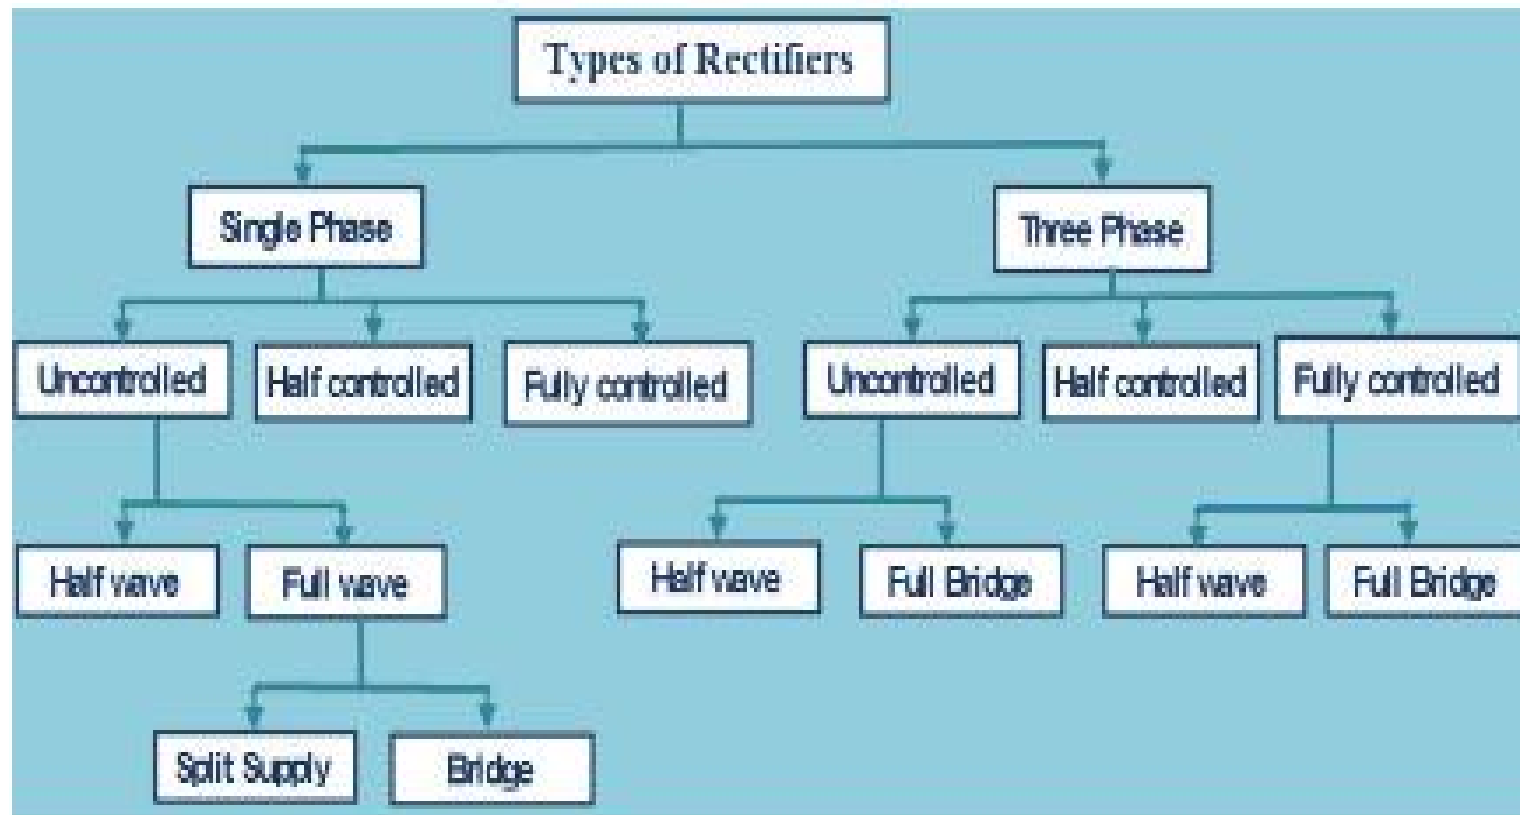 Types of Rectifiers
Single Phase
Three Phase
Uncontrolled
Half controlled
Fully controlled
Uncontrolled
Half controlled
Fully controlled
Half wave
Full wave
Half wave
Full Bridge
Half wave
Full Bridge
Split Supply
Bridge